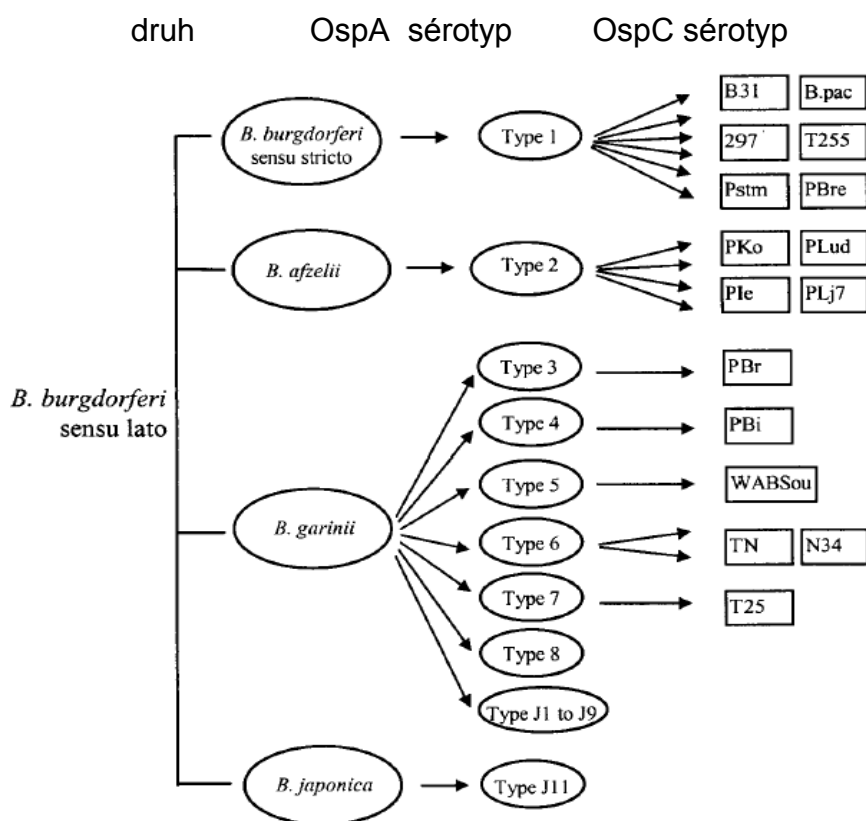 druh OspA sérotyp OspC sérotyp
B31 B.pac
B. burgdorferi
sensu stricto
Type 1
297 T255
Pstm PBre
PKo PLud
B. afzelii Type 2
Ple PLj7
Type 3 PBr
B. burgdorferi
sensu lato
Type 4 PBi
Type 5 WABSou
B. garinii
Type 6 TN N34
Type 7 T25
Type 8
Type J1 to J9
B. japonica Type J11